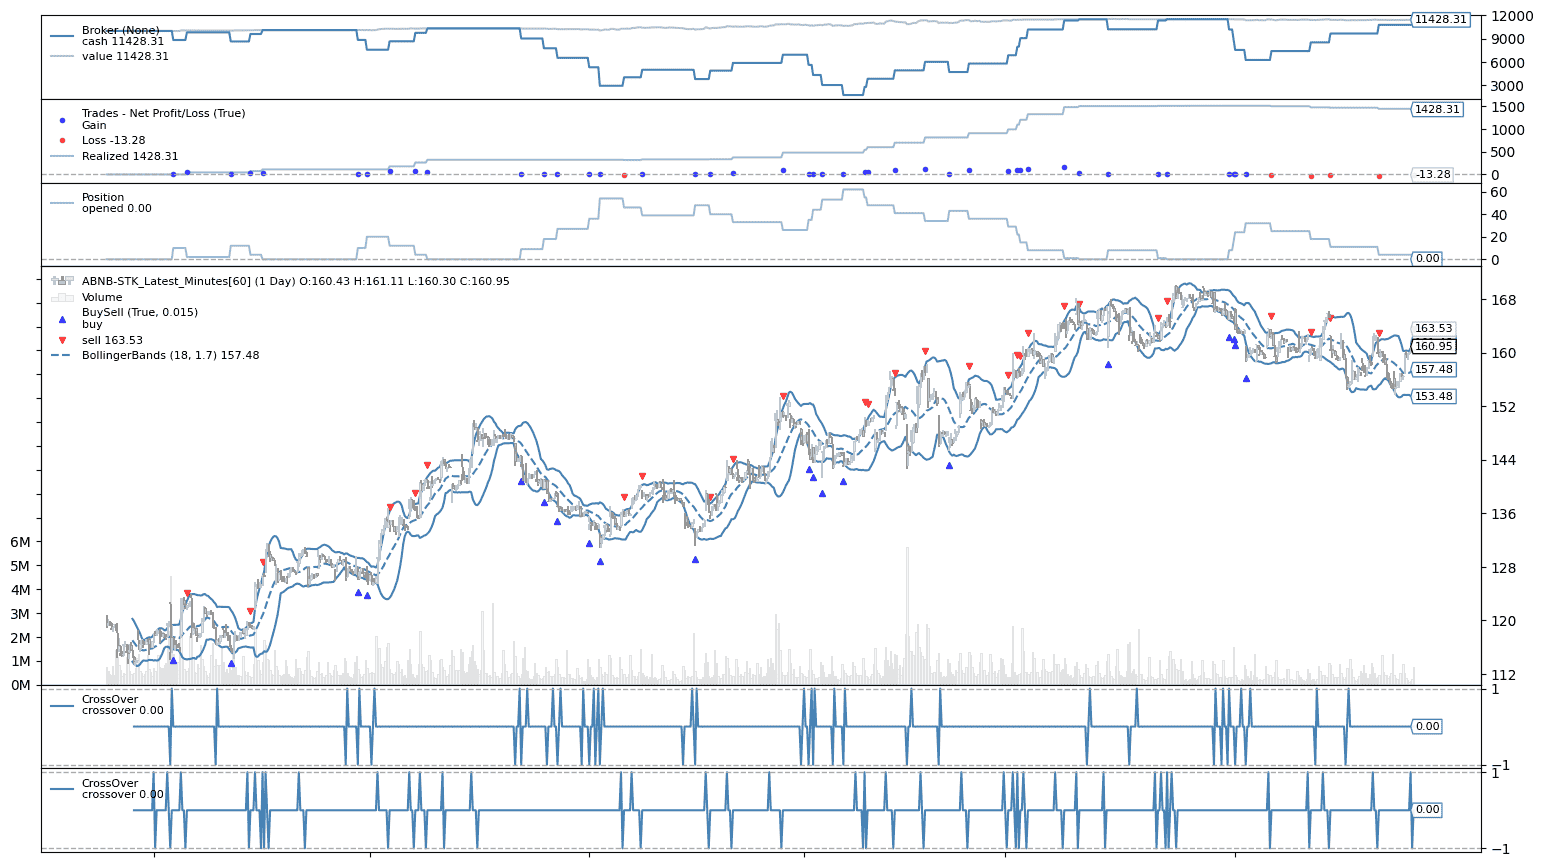 Broker (None)
cash 11428.31
value 11428.31
11428.31
12000
9000
6000
3000
Trades - Net Profit/Loss (True)
Gain
Loss -13.28
Realized 1428.31
1428.31
-13.28
1500
1000
500
0
Position
opened 0.00
0.00
60
40
20
0
ABNB-STK_Latest_Minutes[60] (1 Day) O:160.43 H:161.11 L:160.30 C:160.95
Volume
BuySell (True, 0.015)
buy
sell 163.53
BollingerBands (18, 1.7) 157.48
163.53
160.95
157.48
153.48
168
160
152
144
136
128
120
112
6M
5M
4M
3M
2M
1M
0M
CrossOver
crossover 0.00
0.00
1
−1
CrossOver
crossover 0.00
0.00
1
−1